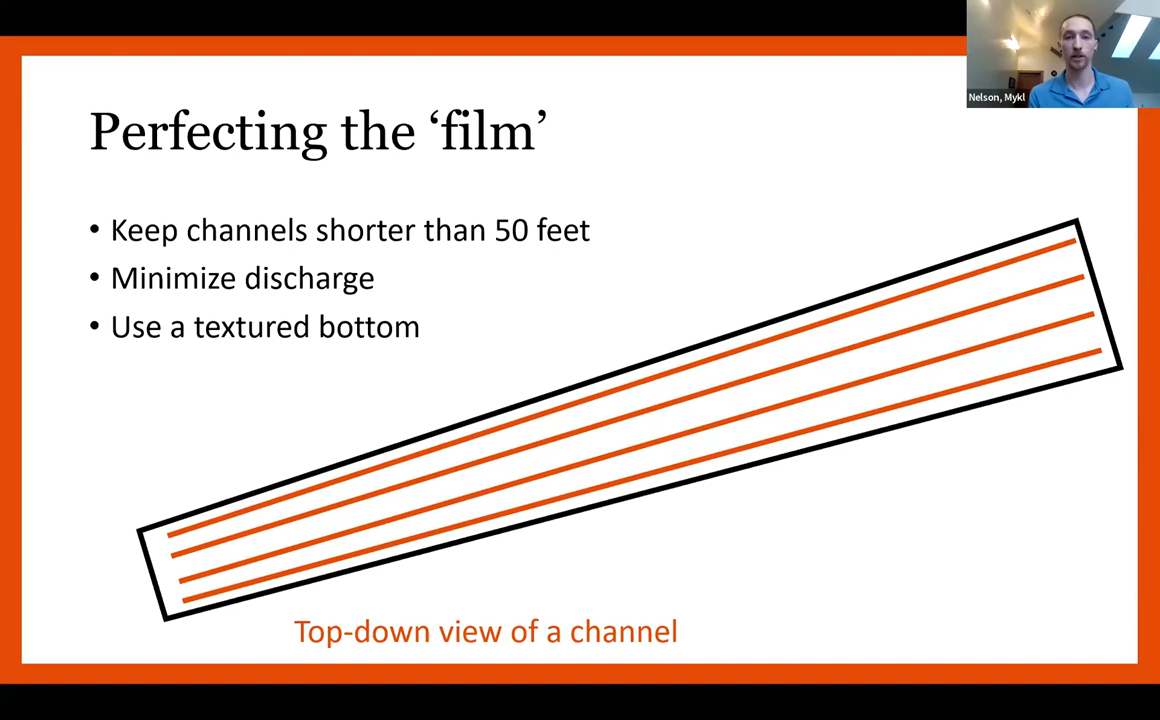 Nelson, Mykl
Perfecting the ‘film’
• Keep channels shorter than 50 feet
• Minimize discharge
• Use a textured bottom
Top-down view of a channel